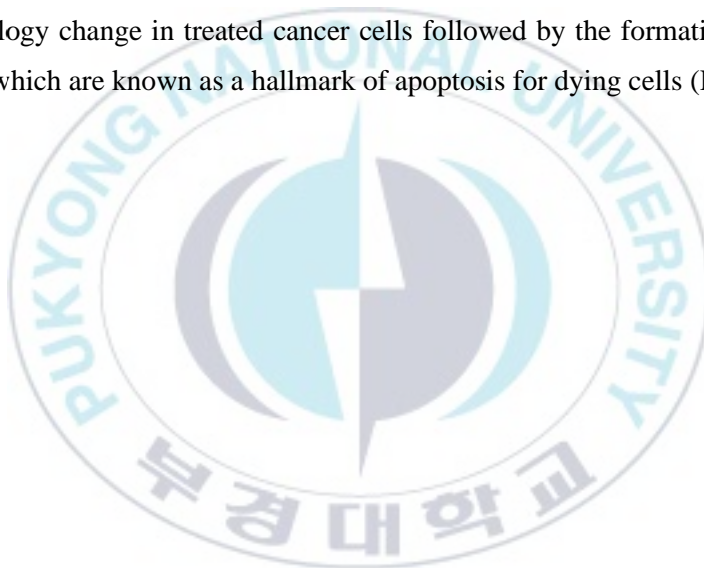 ology change in treated cancer cells followed by the formati
which are known as a hallmark of apoptosis for dying cells (
PUKYONG NATIONAL UNIVERSITY
부경대학교